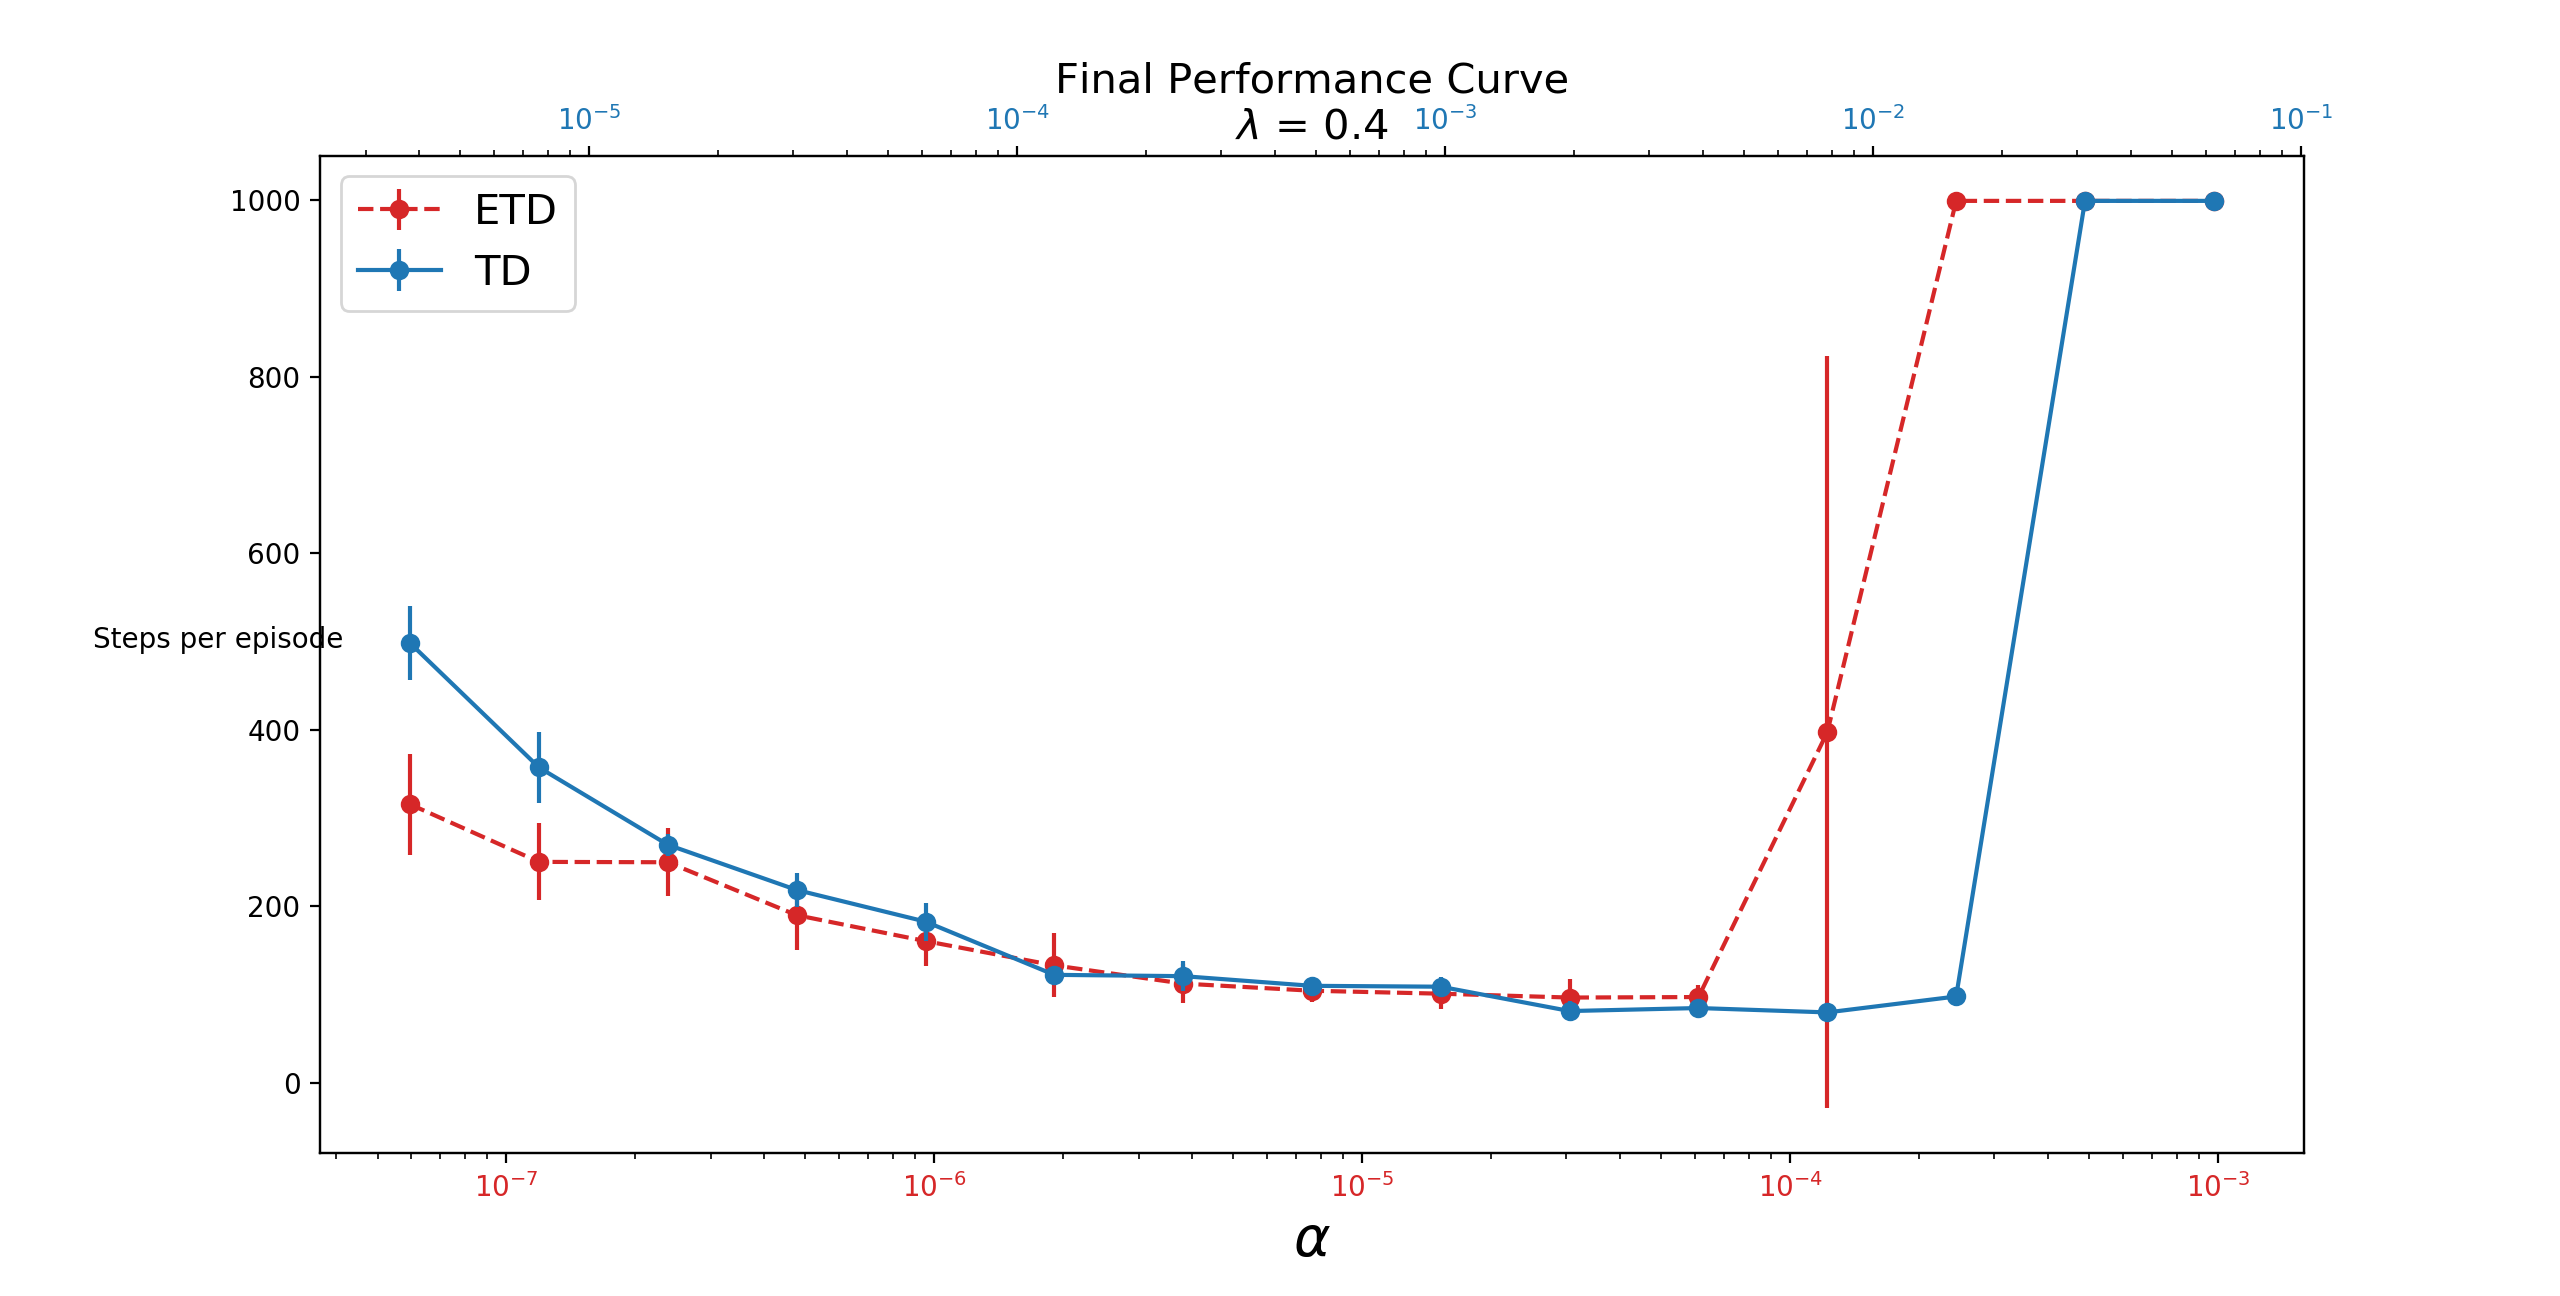 Final Performance Curve
10⁻⁵ 10⁻⁴ λ = 0.4 10⁻³ 10⁻² 10⁻¹
1000
ETD
TD
800
600
Steps per episode
400
200
0
10⁻⁷ 10⁻⁶ 10⁻⁵ 10⁻⁴ 10⁻³
α